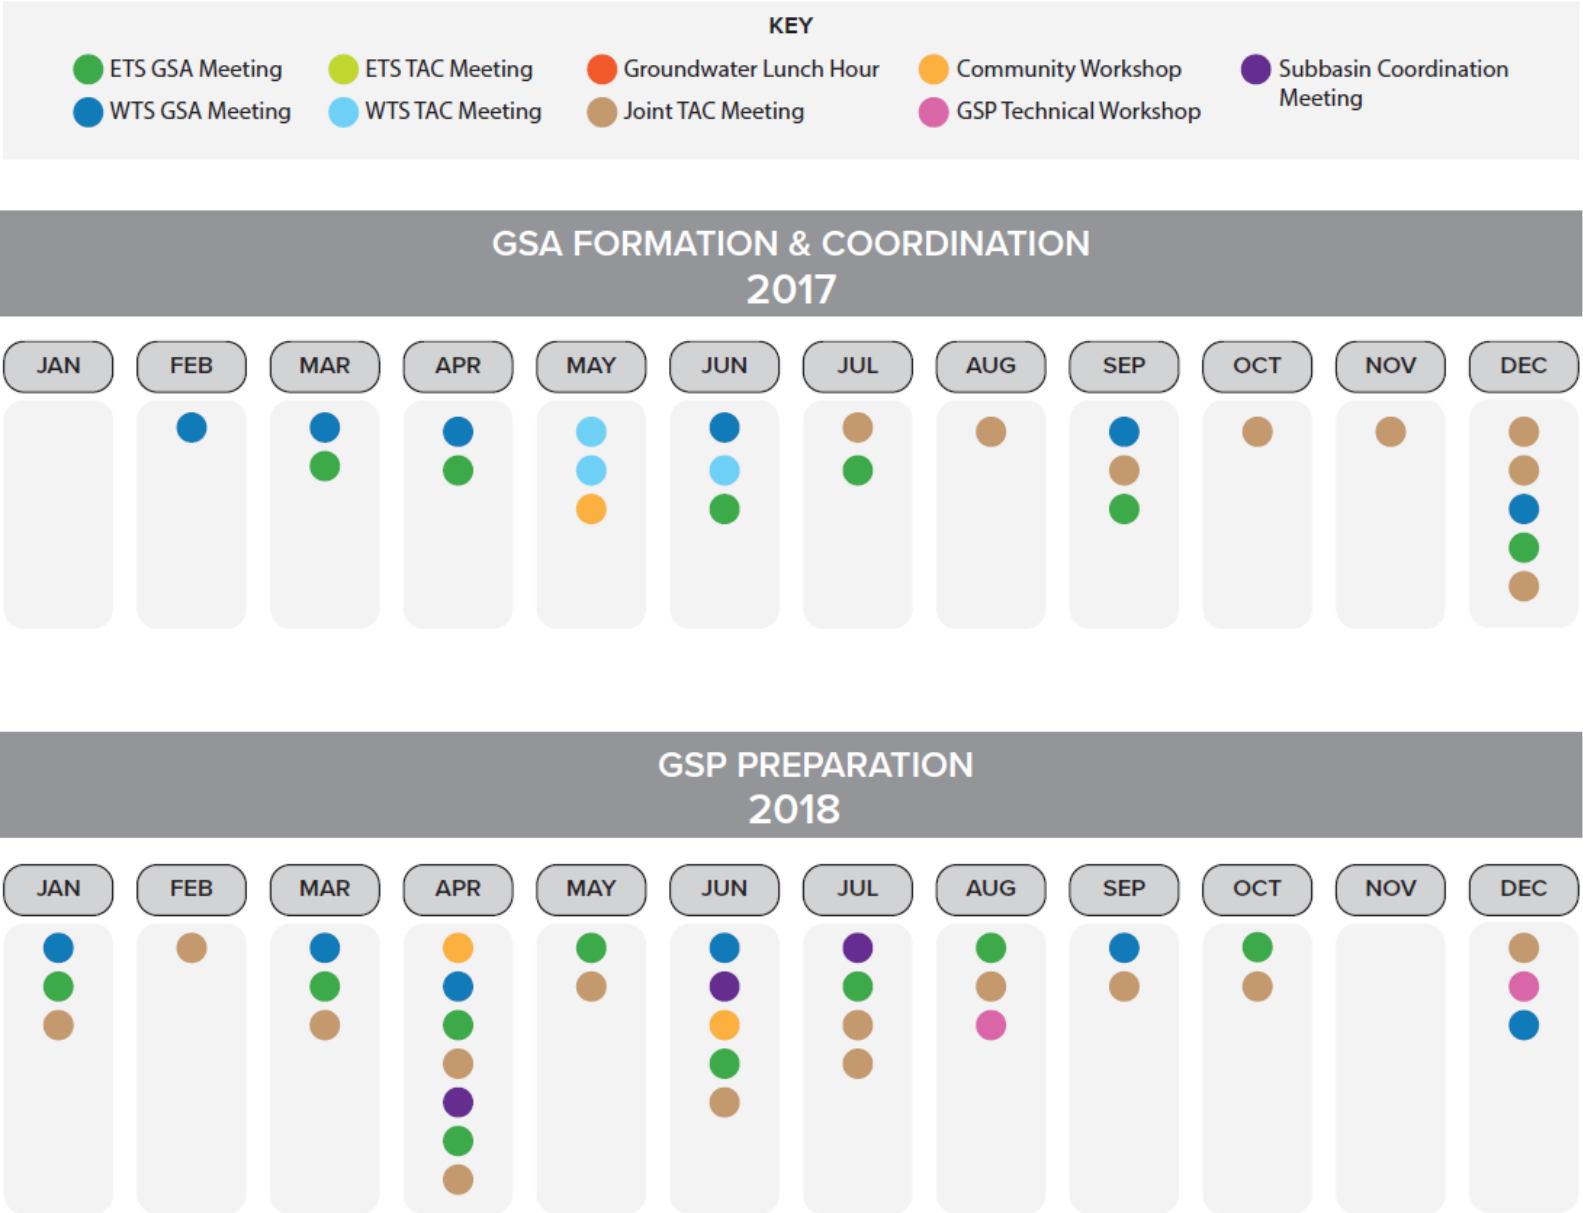 KEY
ETS GSA Meeting
ETS TAC Meeting
Groundwater Lunch Hour
Community Workshop
Subbasin Coordination
Meeting
WTS GSA Meeting
WTS TAC Meeting
Joint TAC Meeting
GSP Technical Workshop
GSA FORMATION & COORDINATION
2017
JAN FEB MAR APR MAY JUN JUL AUG SEP OCT NOV DEC
GSP PREPARATION
2018
JAN FEB MAR APR MAY JUN JUL AUG SEP OCT NOV DEC